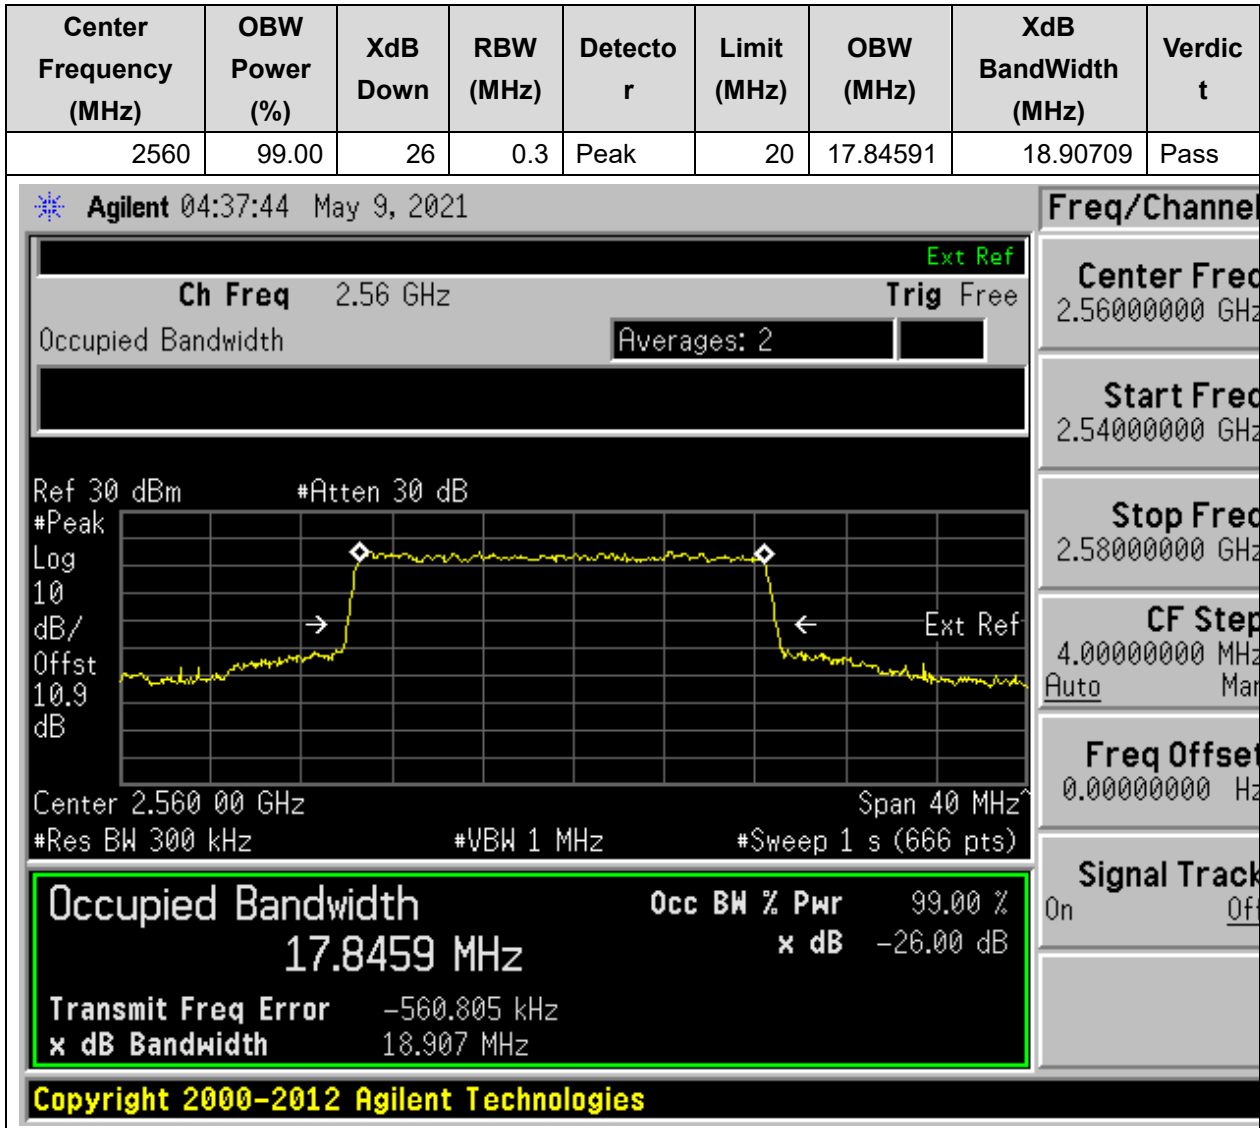 Center Frequency (MHz) OBW Power (%) XdB Down RBW (MHz) Detecto r Limit (MHz) OBW (MHz) XdB BandWidth (MHz) Verdic t
2560 99.00 26 0.3 Peak 20 17.84591 18.90709 Pass
Agilent 04:37:44 May 9, 2021
Freq/Channel
Ext Ref
Ch Freq 2.56 GHz Trig Free
Occupied Bandwidth Averages: 2
Center Freq
2.56000000 GHz
Start Freq
2.54000000 GHz
Stop Freq
2.58000000 GHz
CF Step
4.00000000 MHz
Auto Man
Freq Offset
0.00000000 Hz
Signal Track
On Off
Ref 30 dBm #Atten 30 dB
#Peak
Log
10
dB/
Offst
10.9
dB
Ext Ref
Center 2.560 00 GHz Span 40 MHz^
#Res BW 300 kHz #VBW 1 MHz #Sweep 1 s (666 pts)
Occupied Bandwidth
17.8459 MHz
Occ BW % Pwr 99.00 %
x dB -26.00 dB
Transmit Freq Error -560.805 kHz
x dB Bandwidth 18.907 MHz
Copyright 2000-2012 Agilent Technologies